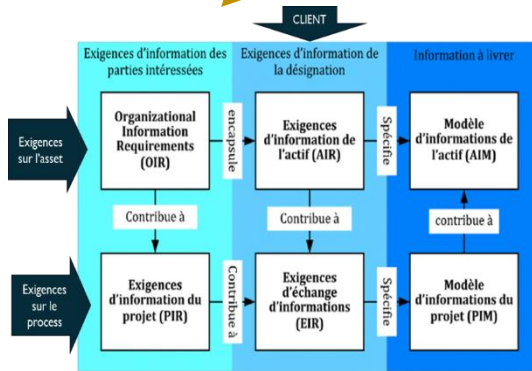 CLIENT
Exigences d'information des
parties intéressées
Exigences d'information de
la désignation
Information à livrer
Exigences
sur l'asset
Organizational
Information
Requirements
(OIR)
encapsule
Exigences
d'information de
l'actif (AIR)
Spécifie
Modèle
d'informations de
l'actif (AIM)
Contribue à
Contribue à
contribue à
Exigences
sur le
process
Exigences
d'information du
projet (PIR)
Contribue à
Exigences
d'échange
d'informations
(EIR)
Spécifie
Modèle
d'informations du
projet (PIM)